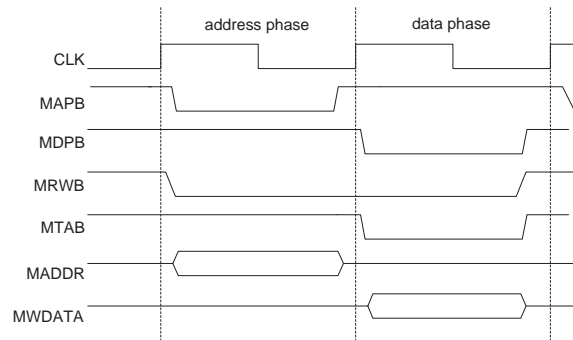 address phase data phase
CLK
MAPB
MDPB
MRWB
MTAB
MADDR
MWDATA